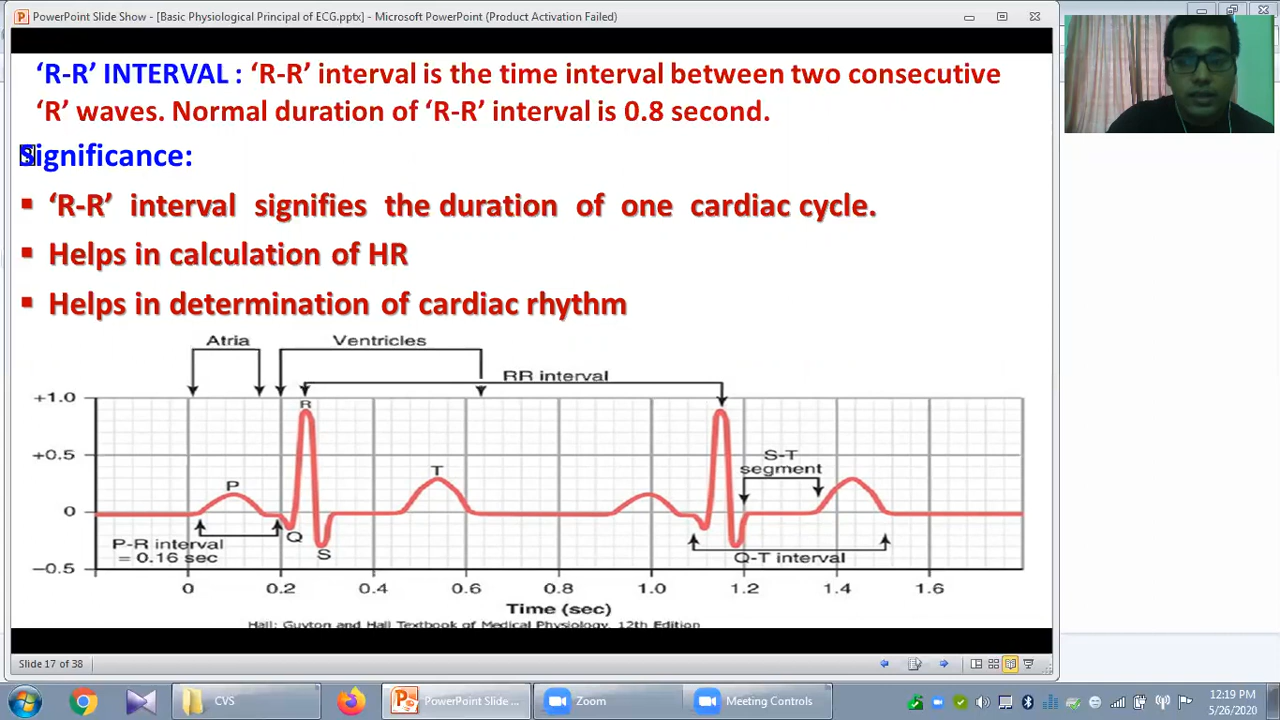 PowerPoint Slide Show - [Basic Physiological Principal of ECG.pptx] - Microsoft PowerPoint (Product Activation Failed)
‘R-R’ INTERVAL : ‘R-R’ interval is the time interval between two consecutive
‘R’ waves. Normal duration of ‘R-R’ interval is 0.8 second.
Significance:
▪ ‘R-R’ interval signifies the duration of one cardiac cycle.
▪ Helps in calculation of HR
▪ Helps in determination of cardiac rhythm
Atria
Ventricles
RR interval
+1.0
R
+0.5
S-T
segment
T
P
0
P-R interval
= 0.16 sec
Q
S
Q-T interval
−0.5
0 0.2 0.4 0.6 0.8 1.0 1.2 1.4 1.6
Time (sec)
Hall: Guyton and Hall Textbook of Medical Physiology, 12th Edition
Slide 17 of 38
CVS
PowerPoint Slide ...
Zoom
Meeting Controls
12:19 PM
5/26/2020